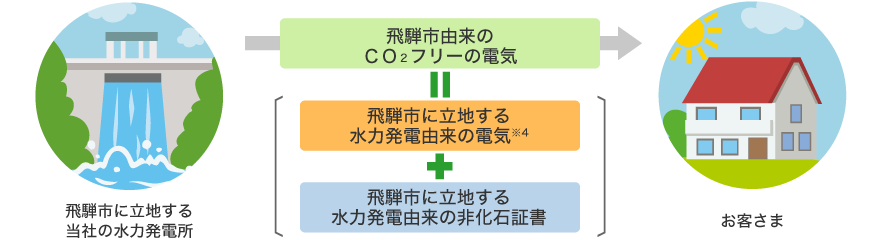 飛騨市由来の
CO2フリーの電気
飛騨市に立地する
水力発電由来の電気※4
飛騨市に立地する
水力発電由来の非化石証書
飛騨市に立地する
当社の水力発電所
お客さま